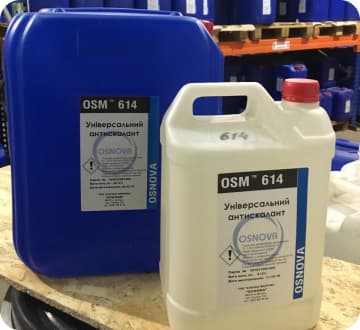 OSM™ 614
Універсальний
антискалант
OSNOVA
OSNOVA
614
OSM™ 614
Універсальний
антискалант
OSNOVA
OSNOVA